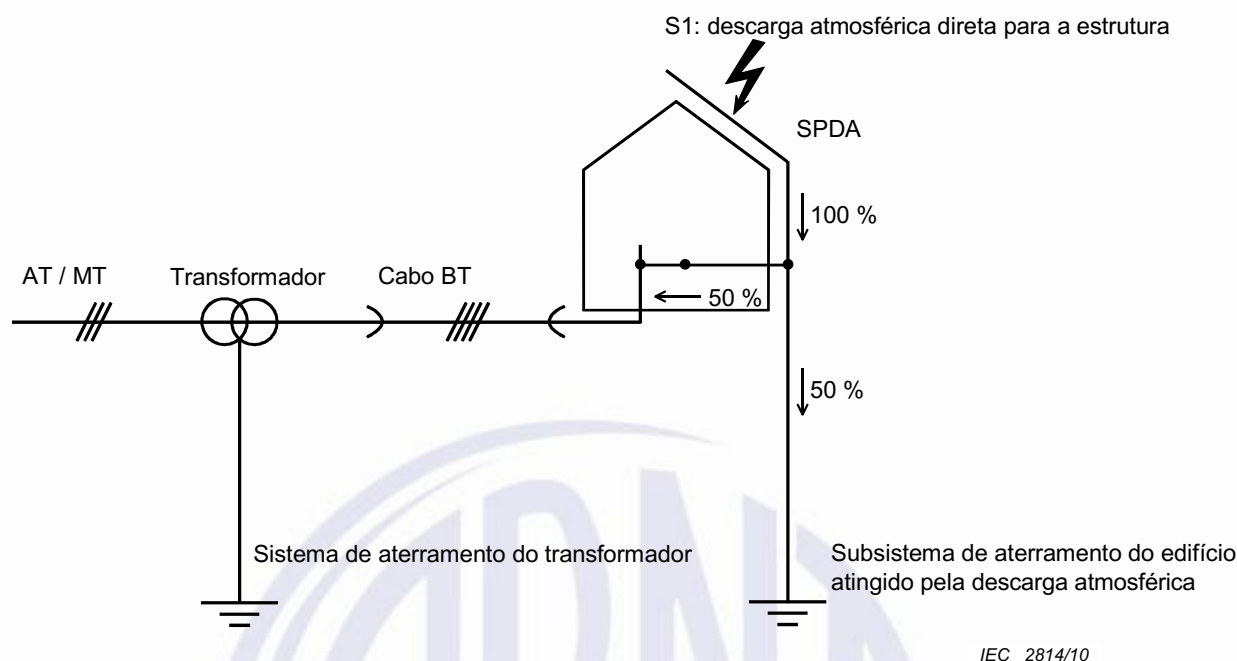 S1: descarga atmosférica direta para a estrutura
SPDA
100 %
AT / MT
Transformador
Cabo BT
50 %
50 %
Sistema de aterramento do transformador
Subsistema de aterramento do edifício
atingido pela descarga atmosférica
IEC 2814/10